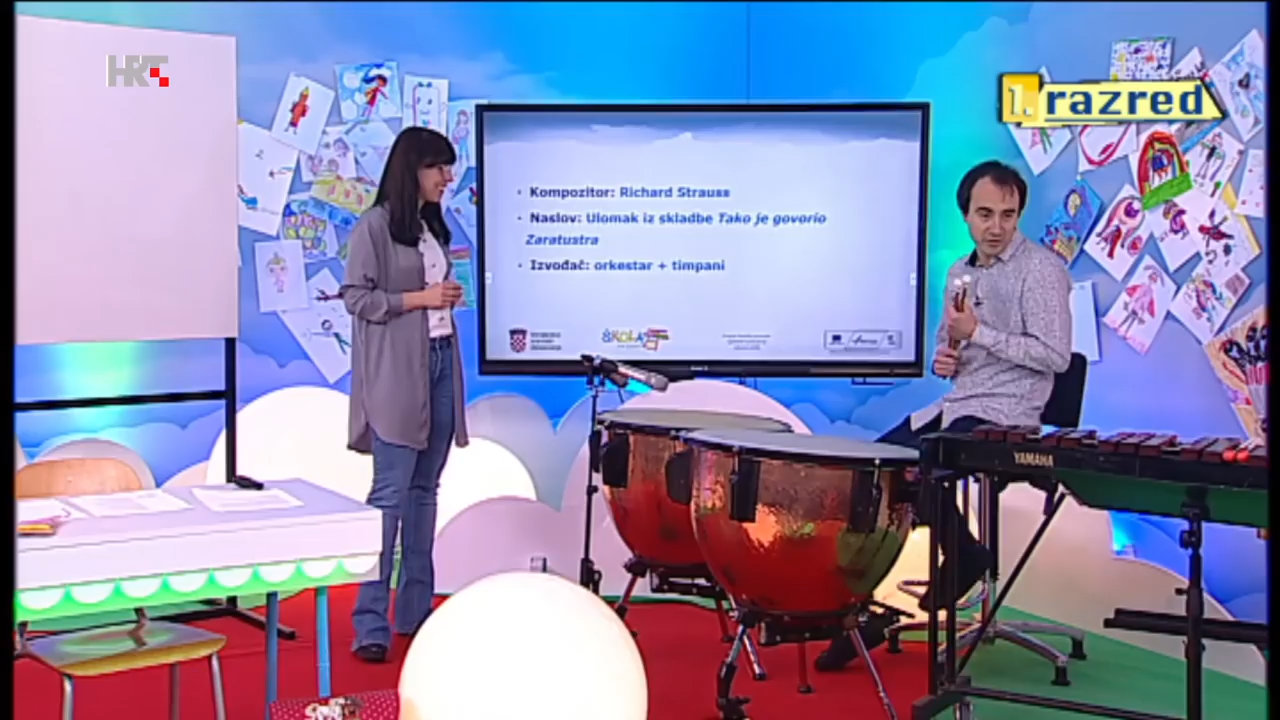 HRT
1. razred
• Kompozitor: Richard Strauss
• Naslov: Ulomak iz skladbe Tako je govorio
Zaratustra
• Izvođač: orkestar + timpani
ŠKOLA
YAMAHA